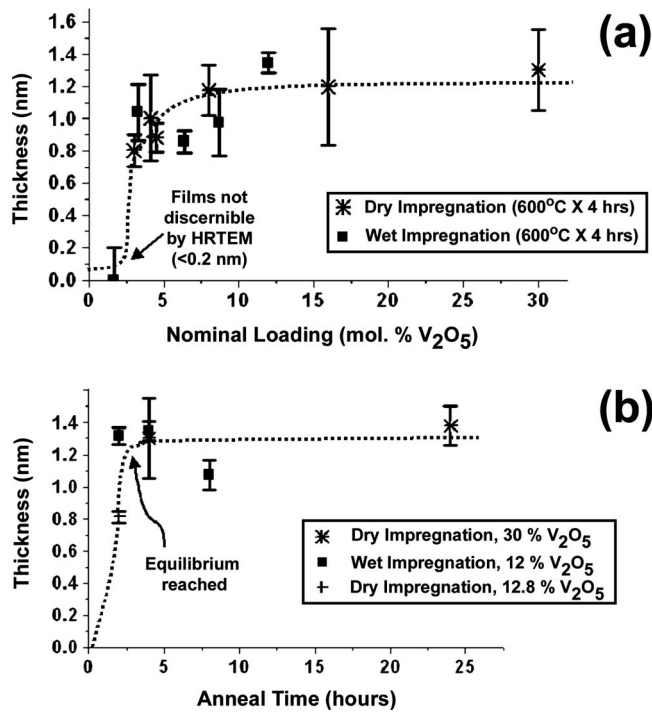 (a)
1.6
1.4
1.2
1.0
0.8
0.6
0.4
0.2
0.0
Thickness (nm)
Films not
discernible
by HRTEM
(<0.2 nm)
Dry Impregnation (600°C X 4 hrs)
Wet Impregnation (600°C X 4 hrs)
0 5 10 15 20 25 30
Nominal Loading (mol. % V₂O₅)
(b)
1.4
1.2
1.0
0.8
0.6
0.4
0.2
0.0
Thickness (nm)
Equilibrium
reached
Dry Impregnation, 30 % V₂O₅
Wet Impregnation, 12 % V₂O₅
Dry Impregnation, 12.8 % V₂O₅
0 5 10 15 20 25
Anneal Time (hours)